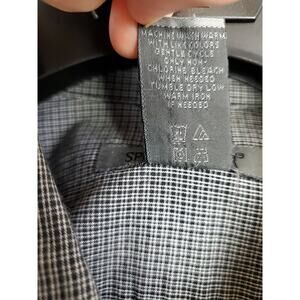 MACHINE WASH WARM
WITH LIKE COLORS
GENTLE CYCLE
ONLY NON-
CHLORINE BLEACH
WHEN NEEDED
TUMBLE DRY LOW
WARM IRON
IF NEEDED